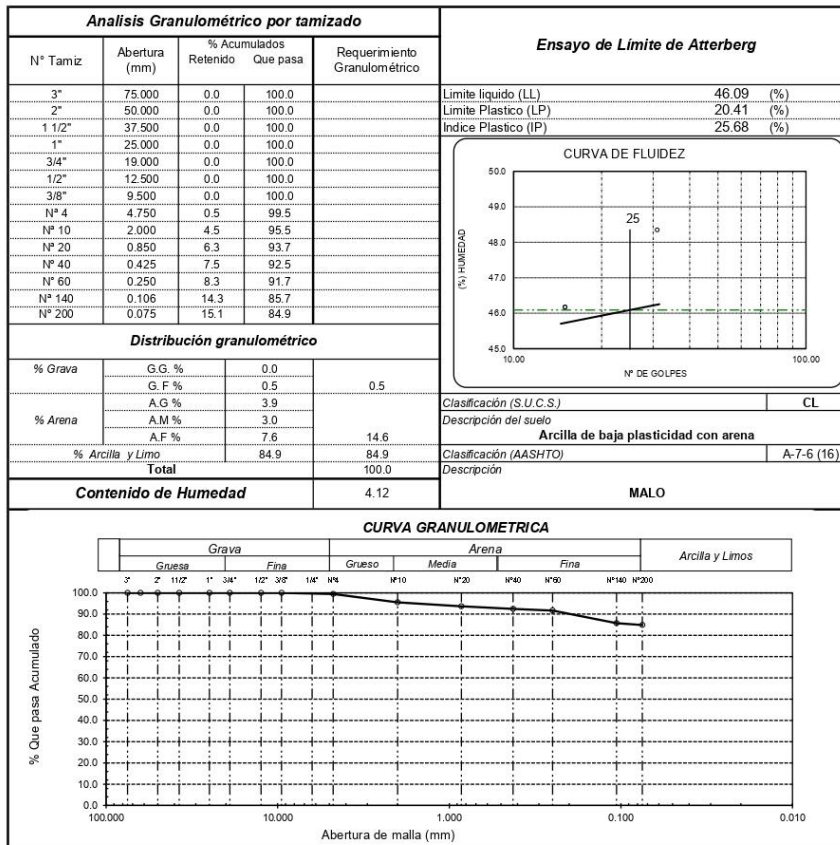 Analisis Granulométrico por tamizado
N° Tamiz Abertura (mm) % Acumulados Retenido Que pasa Requerimiento Granulométrico
3" 75.000 0.0 100.0
2" 50.000 0.0 100.0
1 1/2" 37.500 0.0 100.0
1" 25.000 0.0 100.0
3/4" 19.000 0.0 100.0
1/2" 12.500 0.0 100.0
3/8" 9.500 0.0 100.0
Nª 4 4.750 0.5 99.5
Nª 10 2.000 4.5 95.5
Nª 20 0.850 6.3 93.7
Nº 40 0.425 7.5 92.5
N° 60 0.250 8.3 91.7
Nª 140 0.106 14.3 85.7
Nº 200 0.075 15.1 84.9
Distribución granulométrico
% Grava G.G. % 0.0
G. F % 0.5 0.5
A.G % 3.9
% Arena A.M % 3.0
A.F % 7.6 14.6
% Arcilla y Limo 84.9 84.9
Total 100.0
Contenido de Humedad 4.12
Ensayo de Límite de Atterberg
Limite liquido (LL) 46.09 (%)
Limite Plastico (LP) 20.41 (%)
Indice Plastico (IP) 25.68 (%)
CURVA DE FLUIDEZ
50.0
49.0
25
48.0
(%) HUMEDAD
47.0
46.0
45.0
10.00 100.00
Nº DE GOLPES
Clasificación (S.U.C.S.) CL
Descripción del suelo
Arcilla de baja plasticidad con arena
Clasificación (AASHTO) A-7-6 (16)
Descripción
MALO
CURVA GRANULOMETRICA
Grava Arena Arcilla y Limos
Gruesa Fina Grueso Media Fina
3" 2" 11/2" 1" 3/4" 1/2" 3/8" 1/4" Nª4 Nª10 Nª20 Nº40 N°60 Nª140 Nº200
100.0
90.0
80.0
70.0
60.0
50.0
40.0
30.0
20.0
10.0
0.0
% Que pasa Acumulado
100.000 10.000 1.000 0.100 0.010
Abertura de malla (mm)